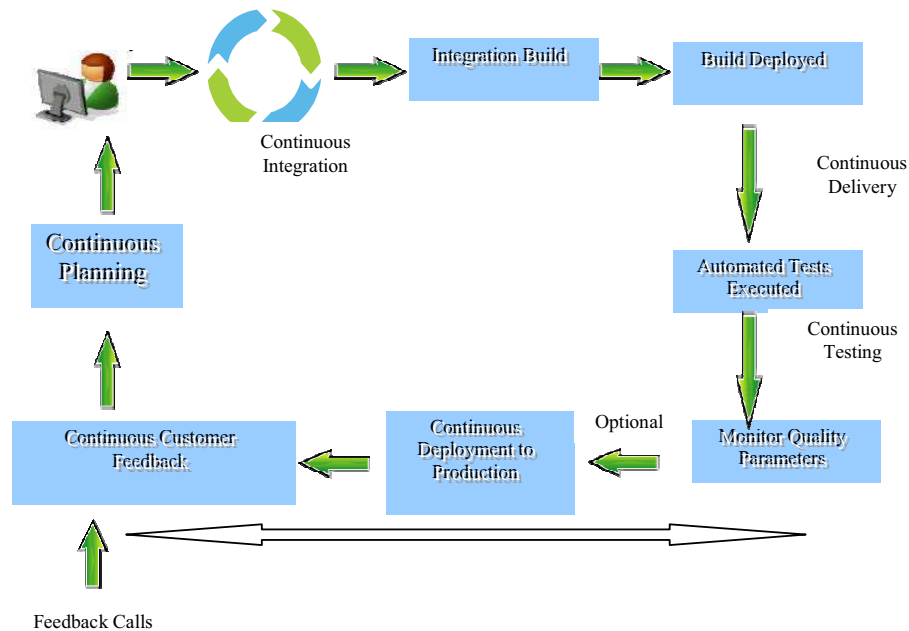 Integration Build
Build Deployed
Continuous
Integration
Continuous
Delivery
Continuous
Planning
Automated Tests
Executed
Continuous
Testing
Optional
Continuous Customer
Feedback
Continuous
Deployment to
Production
Monitor Quality
Parameters
Feedback Calls